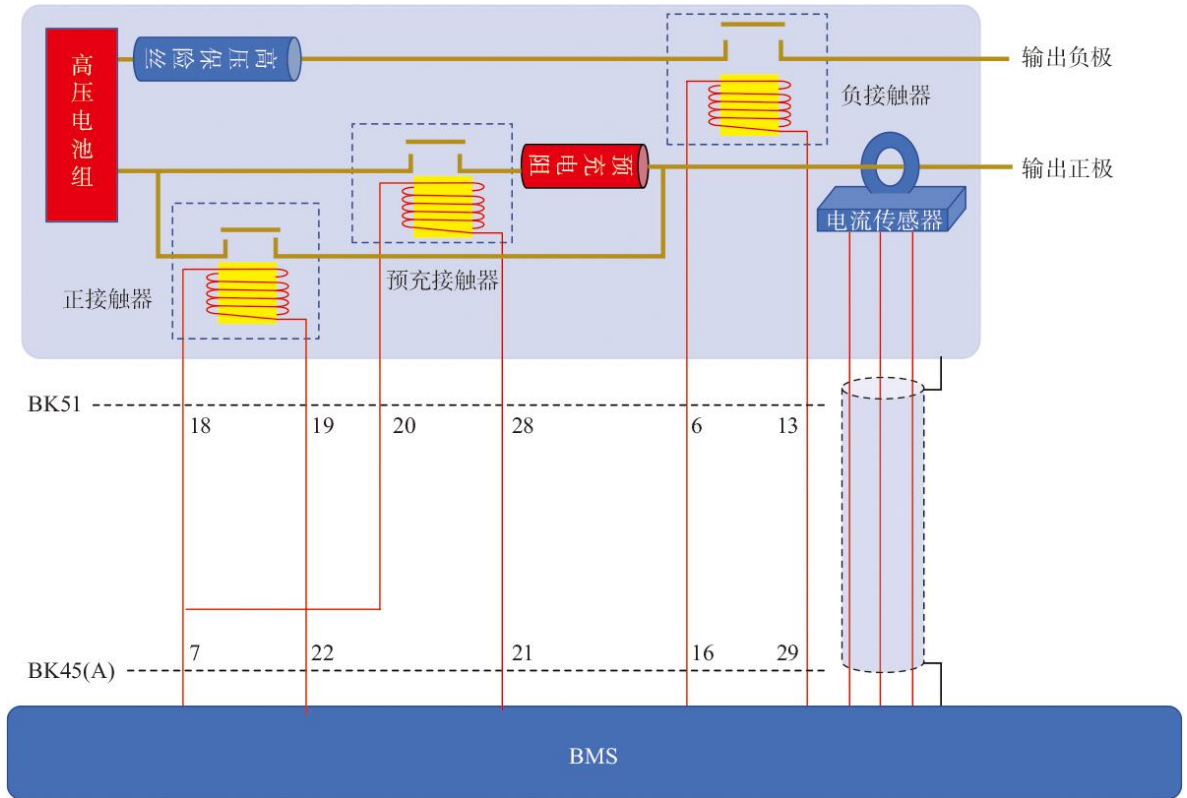 高压电池组
高压保险丝
输出负极
负接触器
预充电阻
输出正极
电流传感器
预充接触器
正接触器
BK51
18 19 20 28 6 13
7 22 21 16 29
BK45(A)
BMS